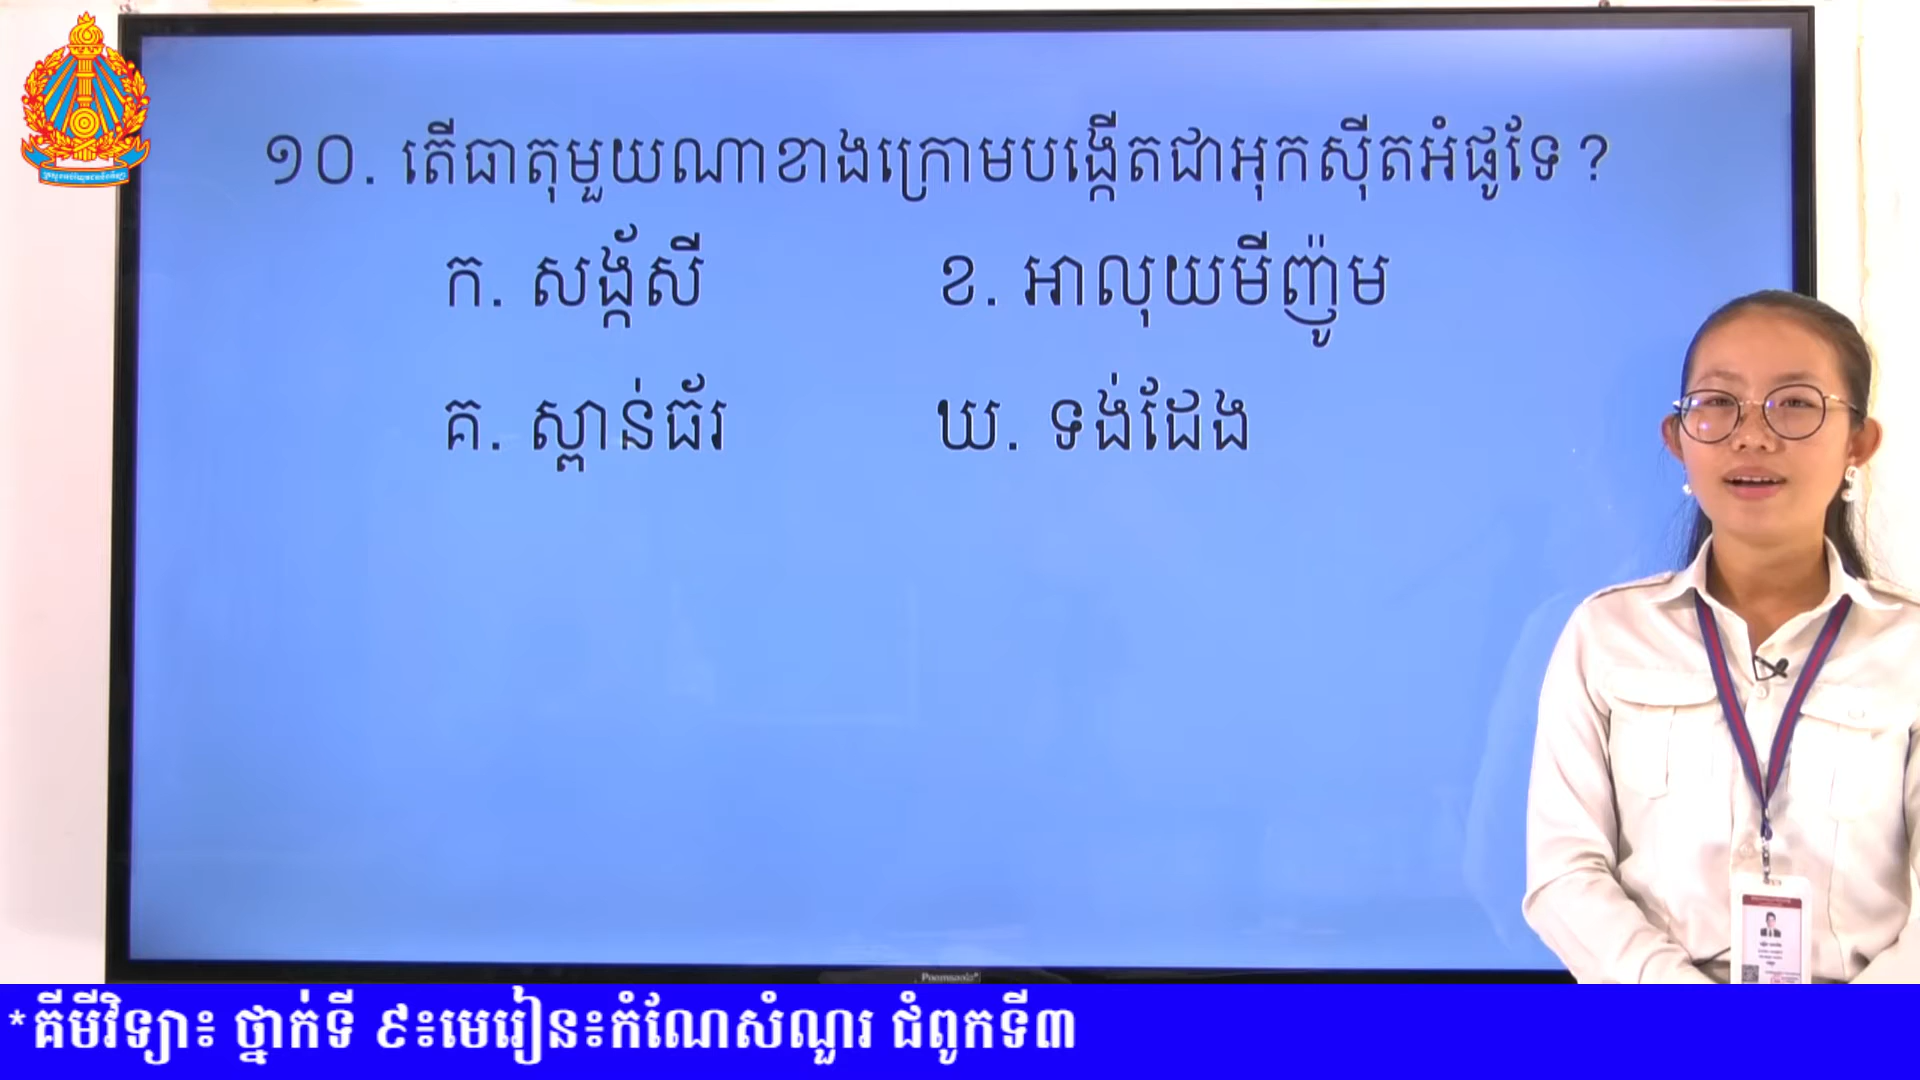 ១០. តើធាតុមួយណាខាងក្រោមបង្កើតជាអុកស៊ីតអំផូទែ ?
ក. សង្ក័សី
ខ. អាលុយមីញ៉ូម
គ. ស្ពាន់ធ័រ
ឃ. ទង់ដែង
*គីមីវិទ្យា៖ ថ្នាក់ទី ៩៖មេរៀន៖កំណែសំណួរ ជំពូកទី៣